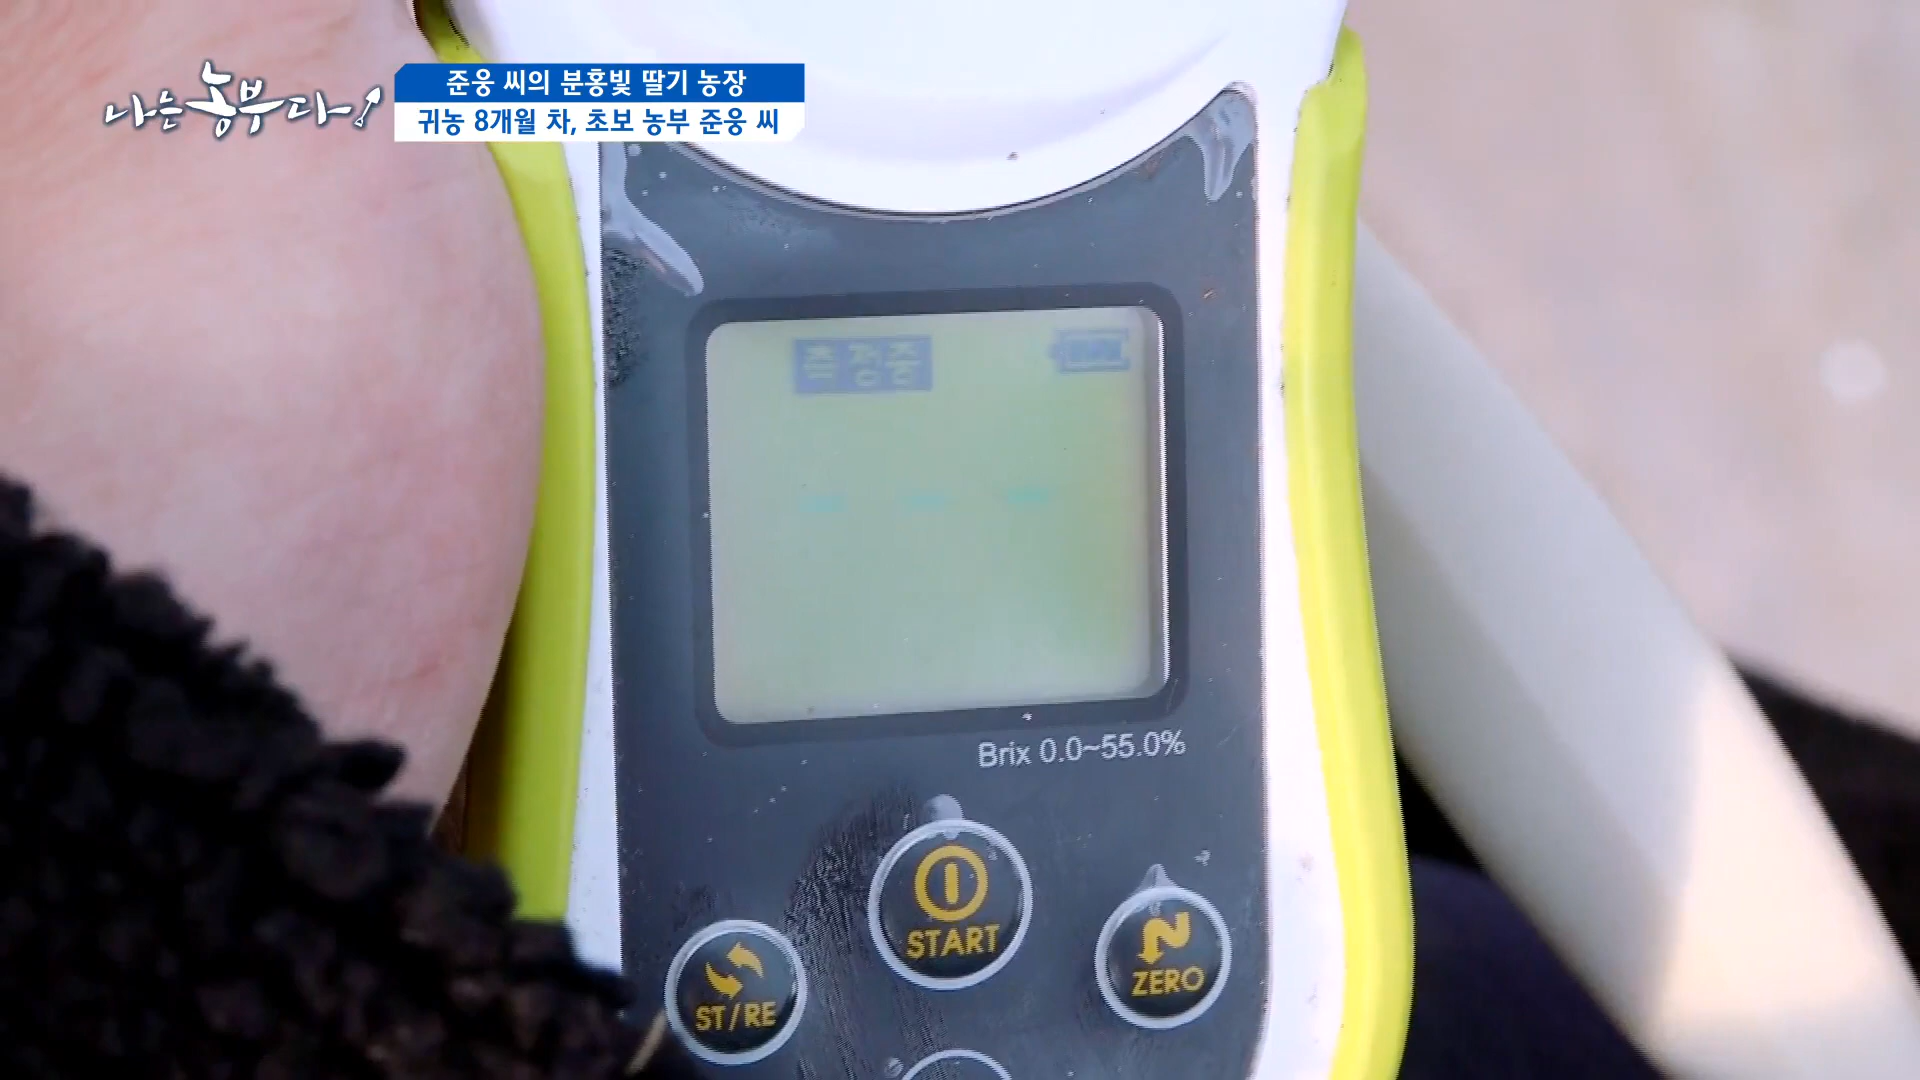 나는농부다!
준웅 씨의 분홍빛 딸기 농장
귀농 8개월 차, 초보 농부 준웅 씨
측정중
Brix 0.0~55.0%
START
ST/RE
ZERO